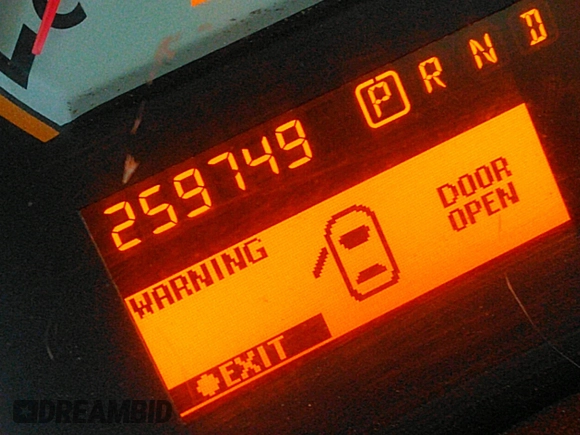 259749
P R N D
WARNING
DOOR
OPEN
EXIT
DREAMBID